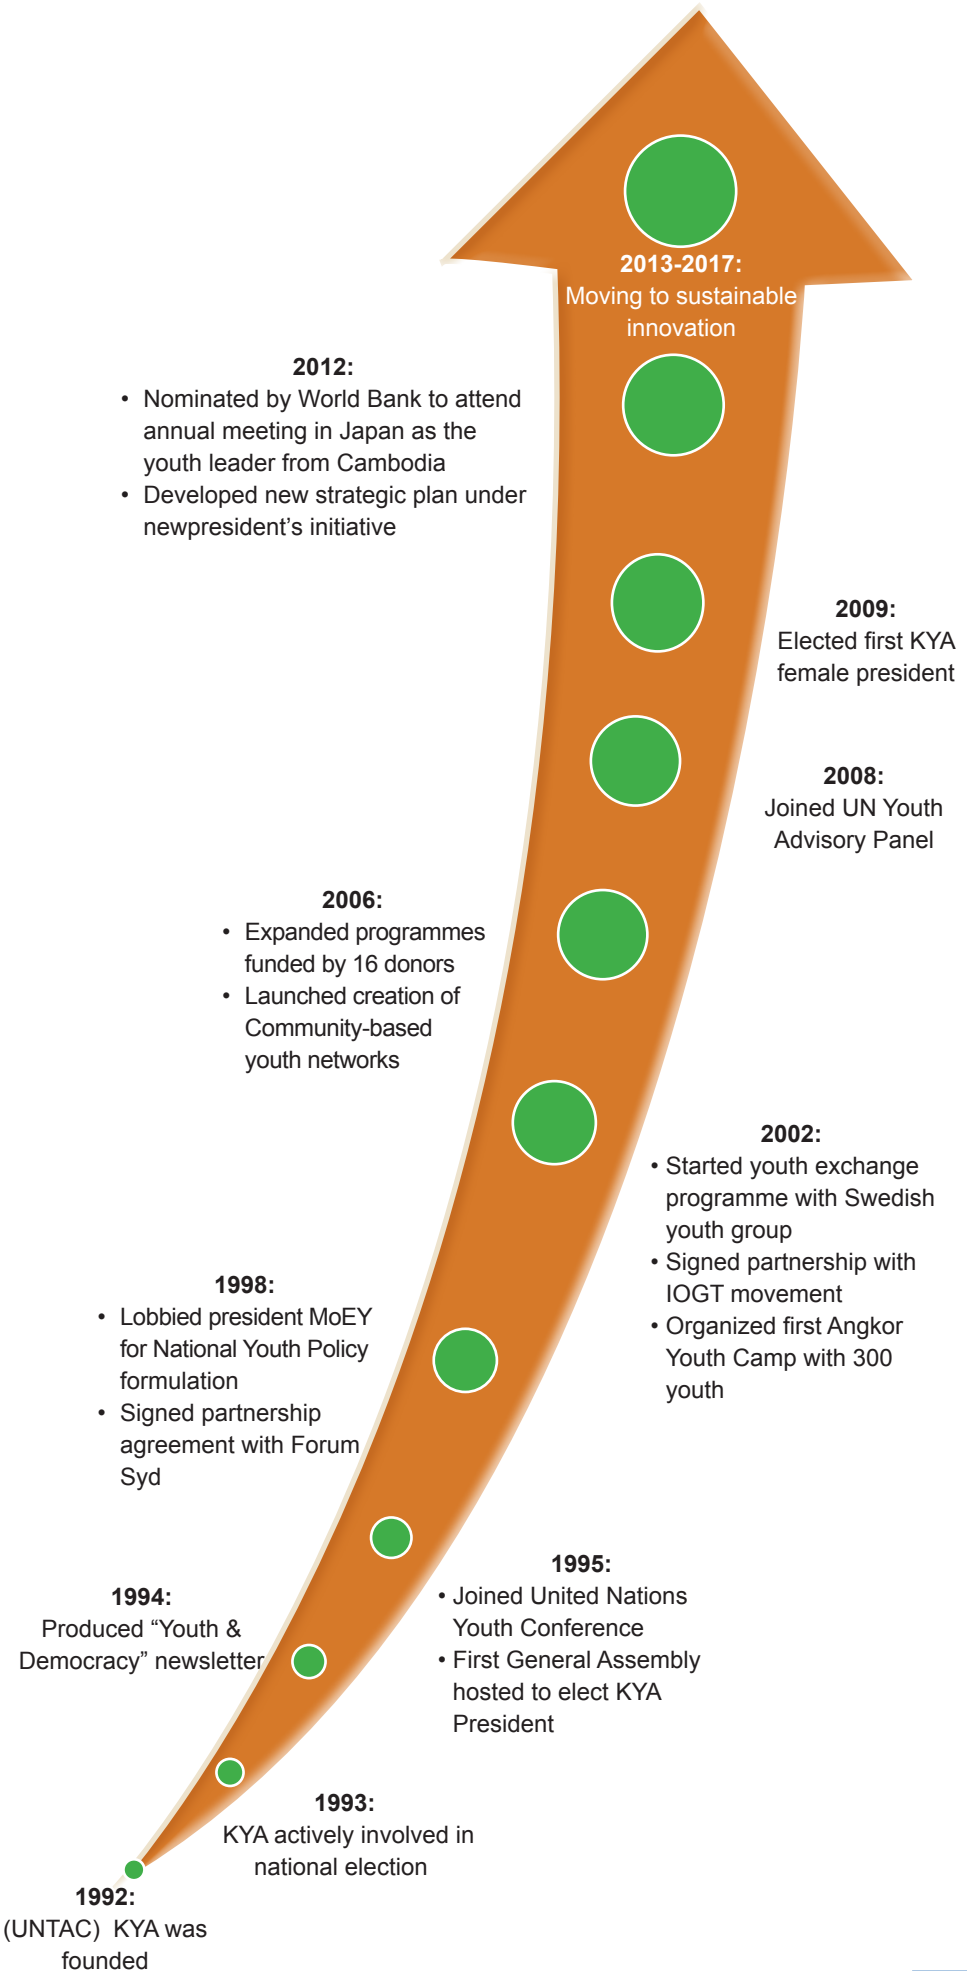 2013-2017:
Moving to sustainable
innovation
2012:
• Nominated by World Bank to attend
annual meeting in Japan as the
youth leader from Cambodia
• Developed new strategic plan under
newpresident’s initiative
2009:
Elected first KYA
female president
2008:
Joined UN Youth
Advisory Panel
2006:
• Expanded programmes
funded by 16 donors
• Launched creation of
Community-based
youth networks
2002:
• Started youth exchange
programme with Swedish
youth group
• Signed partnership with
IOGT movement
• Organized first Angkor
Youth Camp with 300
youth
1998:
• Lobbied president MoEY
for National Youth Policy
formulation
• Signed partnership
agreement with Forum
Syd
1995:
• Joined United Nations
Youth Conference
• First General Assembly
hosted to elect KYA
President
1994:
Produced “Youth &
Democracy” newsletter
1993:
KYA actively involved in
national election
1992:
(UNTAC) KYA was
founded